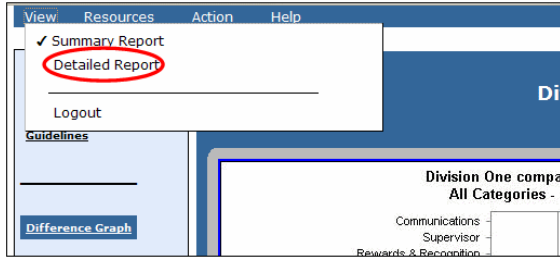 View Resources Action Help
✓ Summary Report
Detailed Report
Logout
Di
Guidelines
Difference Graph
Division One compa
All Categories -
Communications
Supervisor
Rewards & Recognition